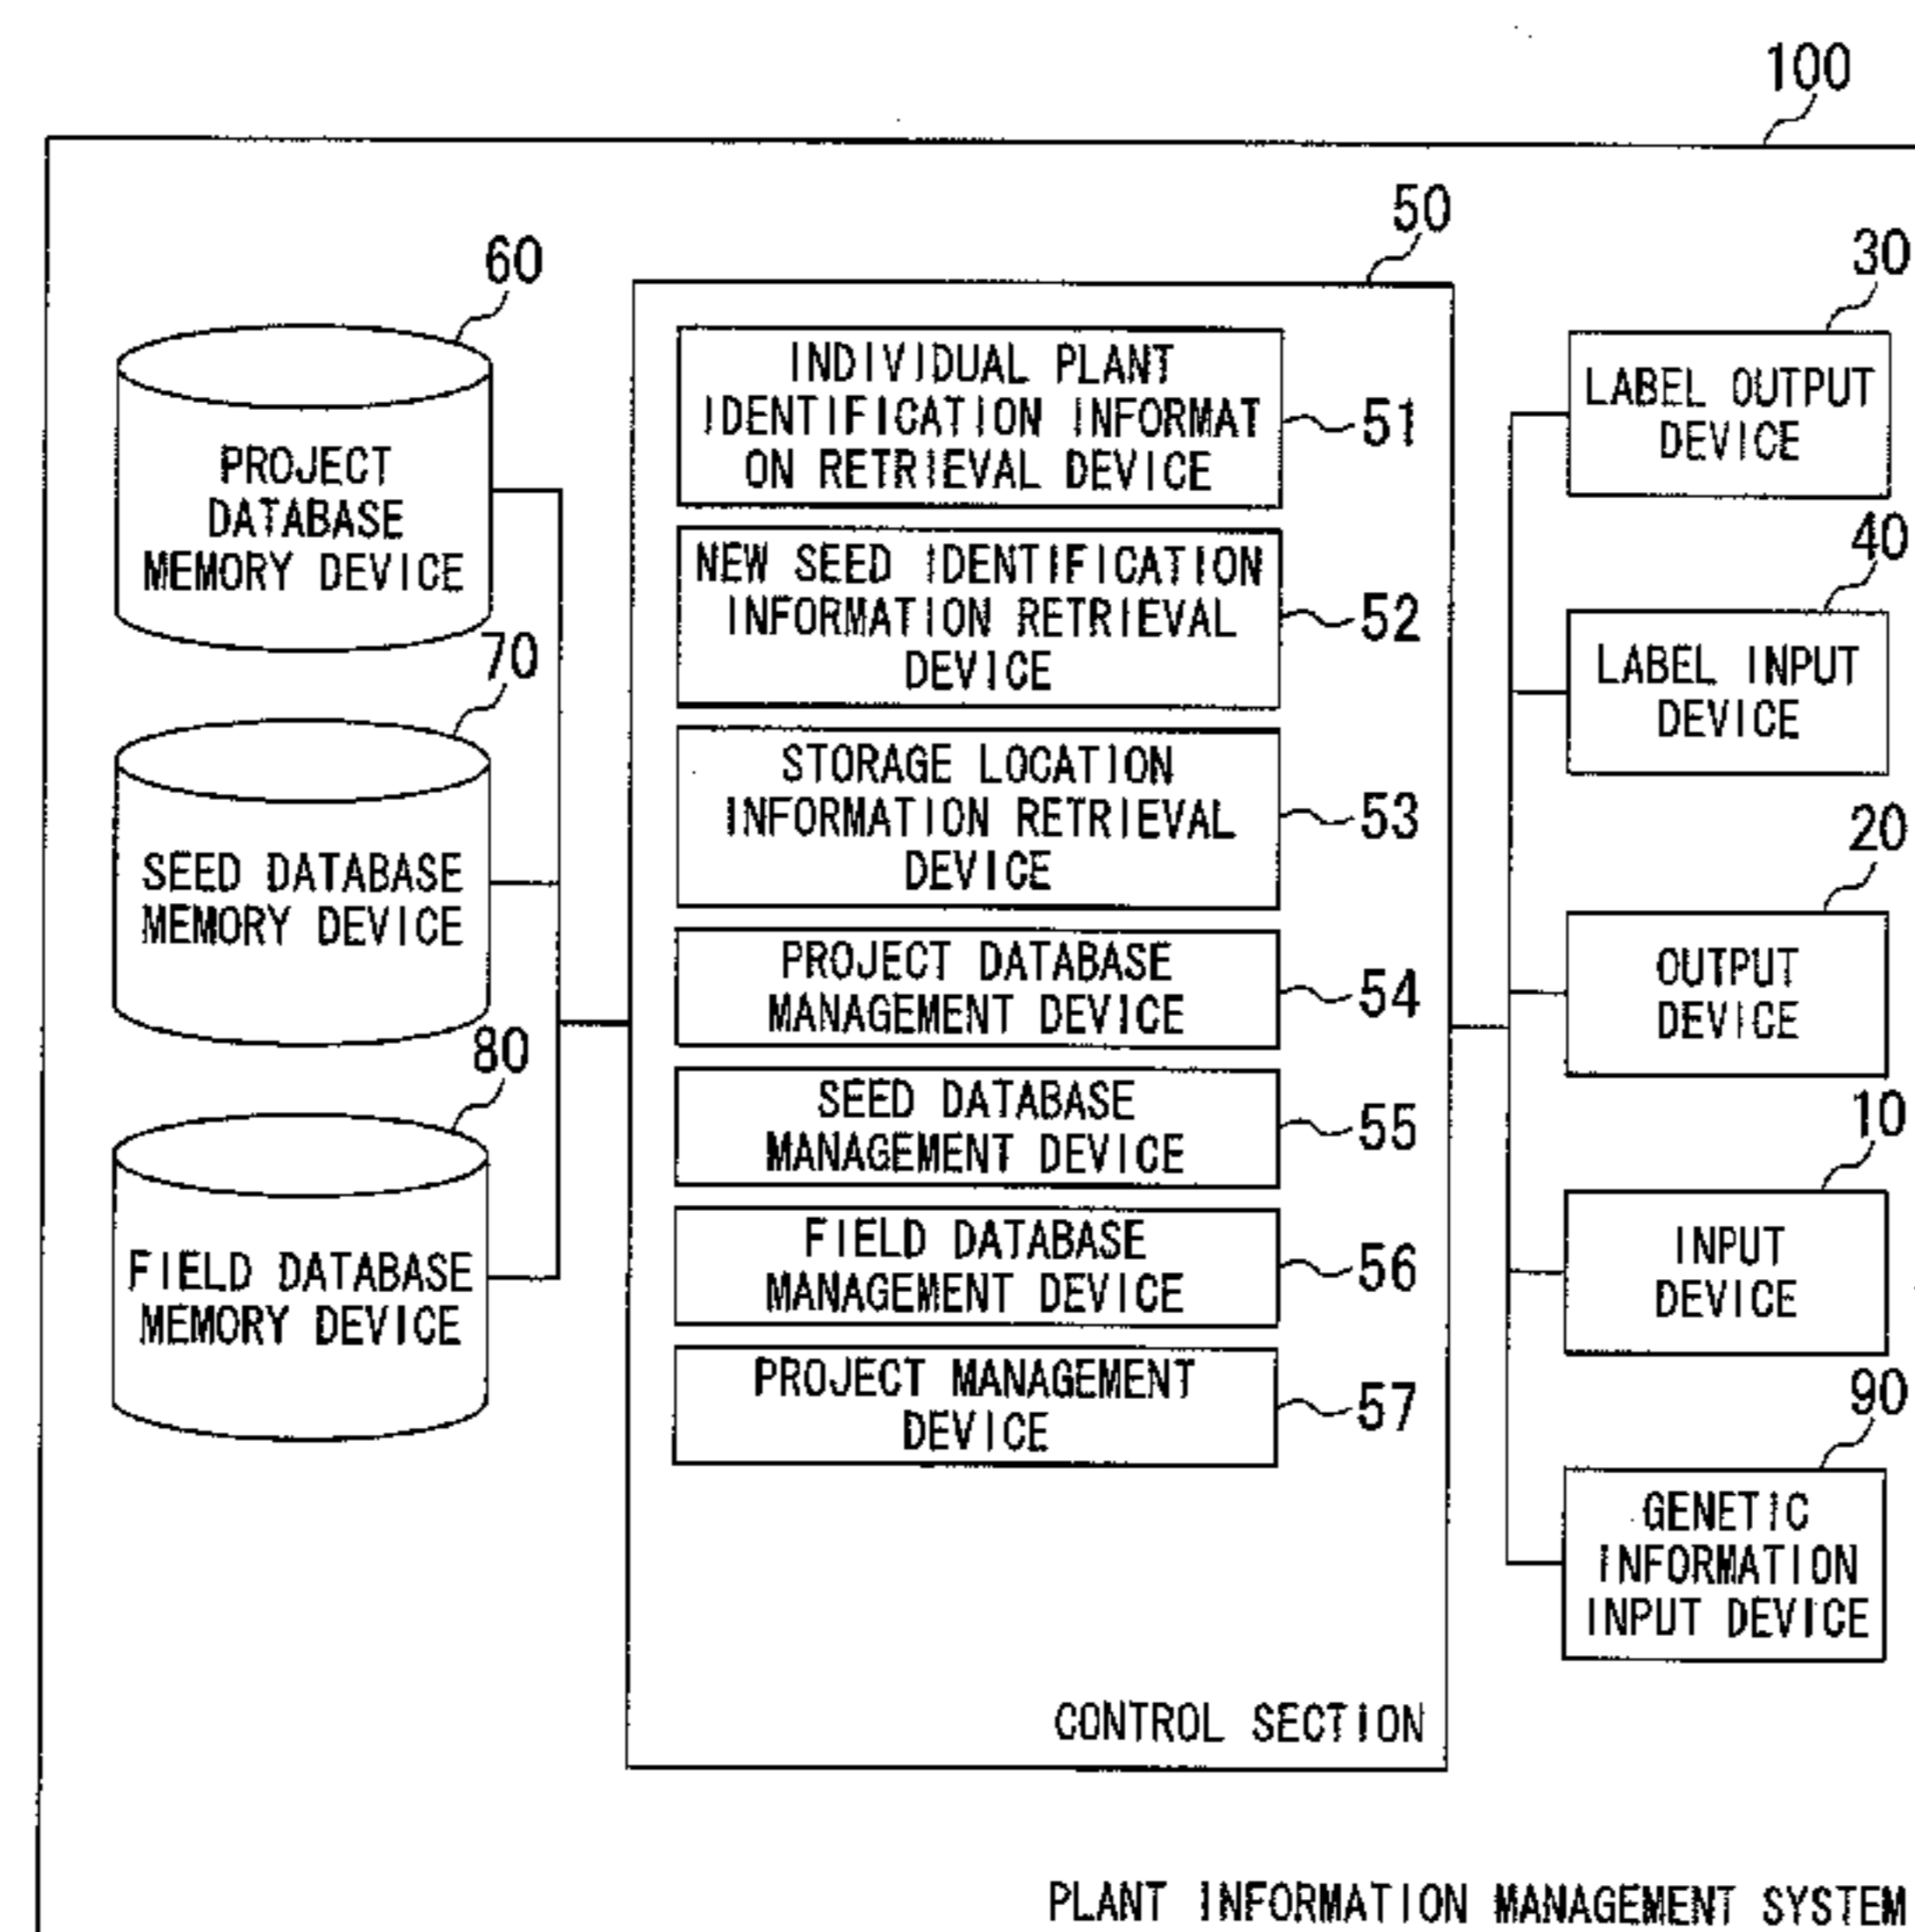 100
50
60
30
PROJECT
DATABASE
MEMORY DEVICE
70
SEED DATABASE
MEMORY DEVICE
80
FIELD DATABASE
MEMORY DEVICE
INDIVIDUAL PLANT
IDENTIFICATION INFORMAT
ON RETRIEVAL DEVICE
51
NEW SEED IDENTIFICATION
INFORMATION RETRIEVAL
DEVICE
52
STORAGE LOCATION
INFORMATION RETRIEVAL
DEVICE
53
PROJECT DATABASE
MANAGEMENT DEVICE
54
SEED DATABASE
MANAGEMENT DEVICE
55
FIELD DATABASE
MANAGEMENT DEVICE
56
PROJECT MANAGEMENT
DEVICE
57
CONTROL SECTION
LABEL OUTPUT
DEVICE
40
LABEL INPUT
DEVICE
20
OUTPUT
DEVICE
10
INPUT
DEVICE
90
GENETIC
INFORMATION
INPUT DEVICE
PLANT INFORMATION MANAGEMENT SYSTEM